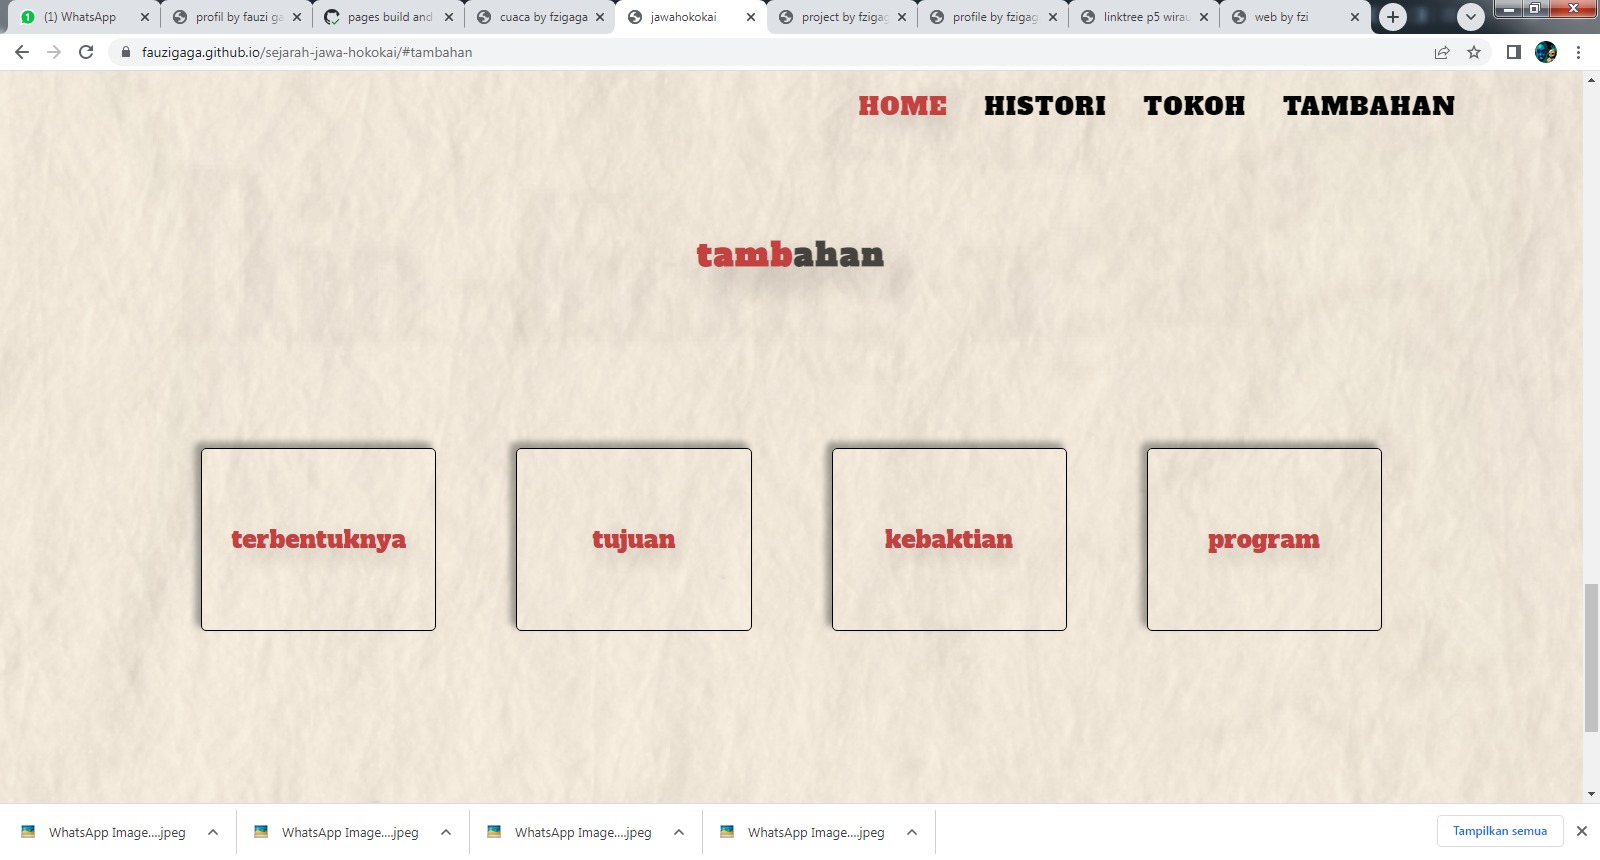 (1) WhatsApp
profil by fauzi ga
pages build and
cuaca by fzigaga
jawahokokai
project by fzigag
profile by fzigag
linktree p5 wirau
web by fzi
fauzigaga.github.io/sejarah-jawa-hokokai/#tambahan
HOME HISTORI TOKOH TAMBAHAN
tambahan
terbentuknya
tujuan
kebaktian
program
WhatsApp Image....jpeg
WhatsApp Image....jpeg
WhatsApp Image....jpeg
WhatsApp Image....jpeg
Tampilkan semua